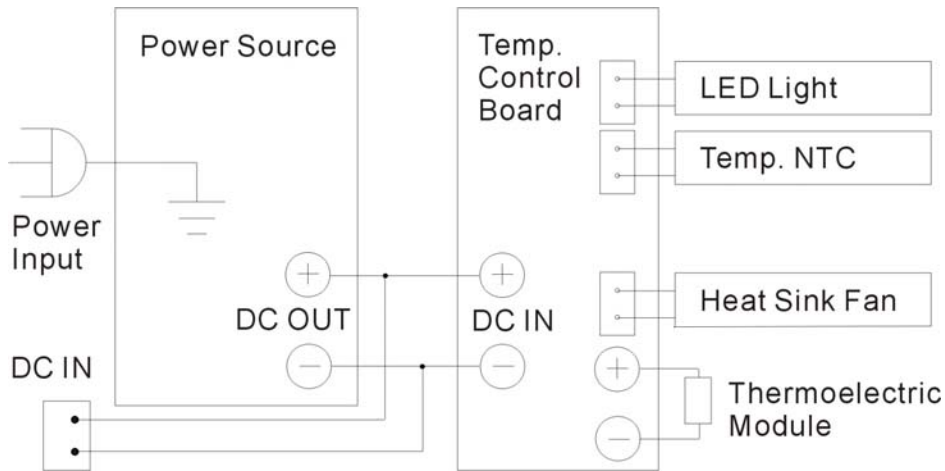 Power Source
Temp.
Control
Board
LED Light
Temp. NTC
Power
Input
DC OUT
DC IN
Heat Sink Fan
DC IN
Thermoelectric
Module